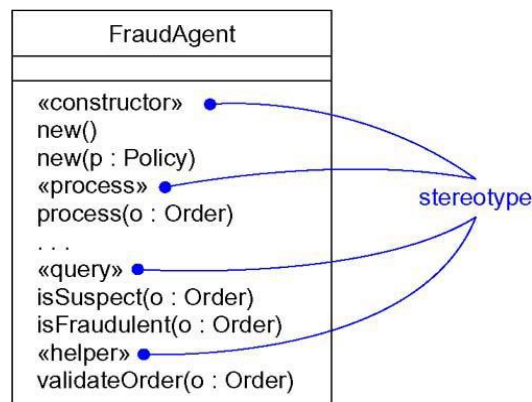 FraudAgent
«constructor»
new()
new(p : Policy)
«process»
process(o : Order)
. . .
«query»
isSuspect(o : Order)
isFraudulent(o : Order)
«helper»
validateOrder(o : Order)
stereotype